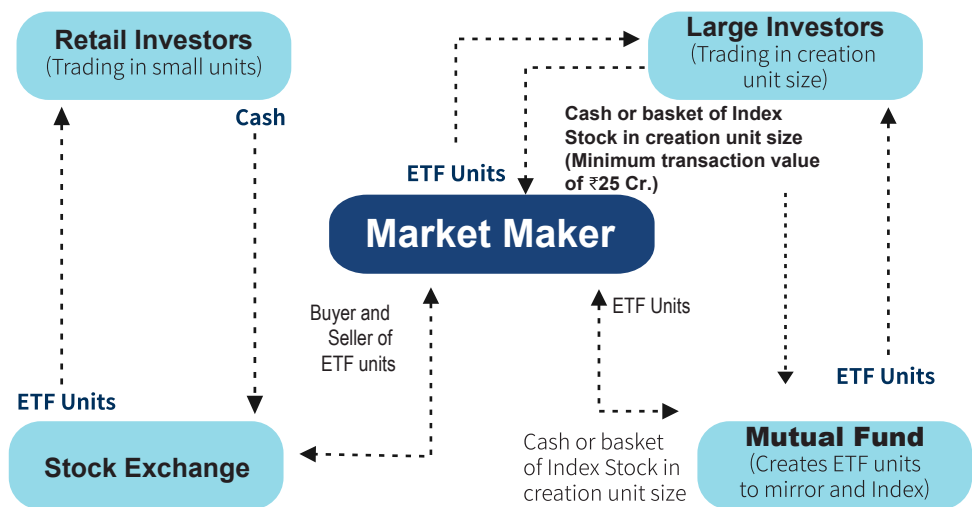 Retail Investors
(Trading in small units)
Large Investors
(Trading in creation
unit size)
Cash
Cash or basket of Index
Stock in creation unit size
(Minimum transaction value
of ₹25 Cr.)
ETF Units
Market Maker
Buyer and
Seller of
ETF units
ETF Units
ETF Units
ETF Units
Stock Exchange
Cash or basket
of Index Stock in
creation unit size
Mutual Fund
(Creates ETF units
to mirror and Index)